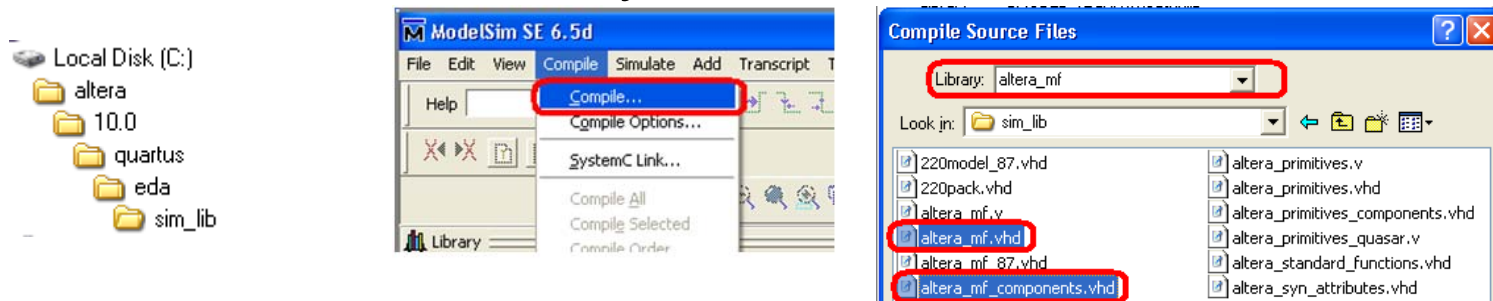 Local Disk (C:)
altera
10.0
quartus
eda
sim_lib
ModelSim SE 6.5d
File Edit View Compile Simulate Add Transcript
Help
Compile...
Compile Options...
SystemC Link...
Compile All
Compile Selected
Compile Order...
Library
Compile Source Files
Library: altera_mf
Look in: sim_lib
220model_87.vhd
220pack.vhd
altera_mf.v
altera_mf.vhd
altera_mf_87.vhd
altera_mf_components.vhd
altera_primitives.v
altera_primitives.vhd
altera_primitives_components.vhd
altera_primitives_quasar.v
altera_standard_functions.vhd
altera_syn_attributes.vhd